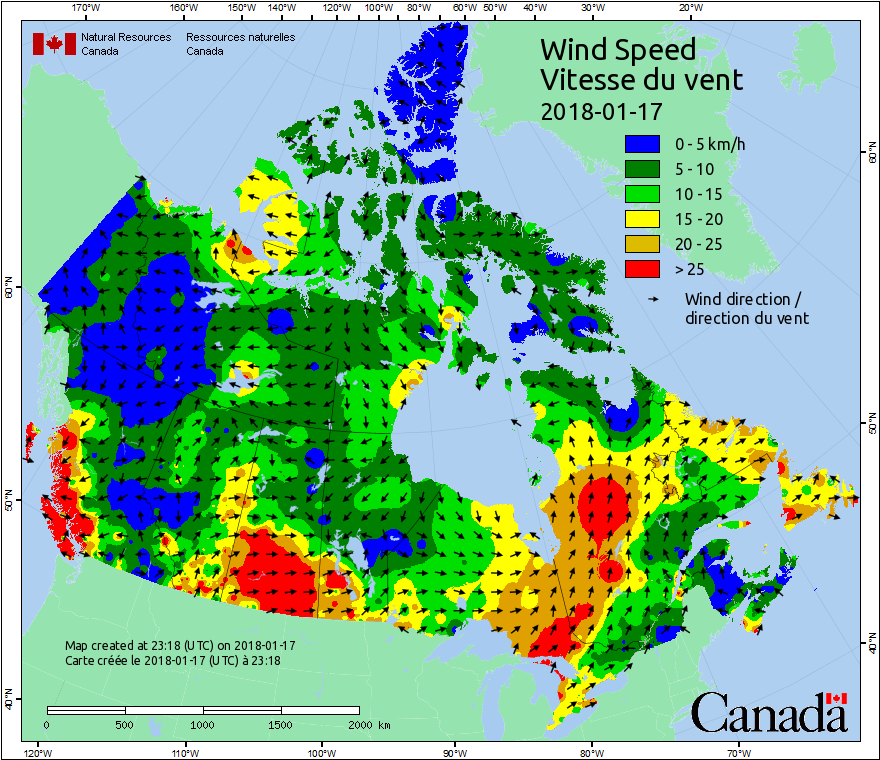 170°W 160°W 150°W 140°W 120°W 100°W 80°W 60°W 50°W 40°W 30°W 20°W
Natural Resources Ressources naturelles
Canada Canada
Wind Speed
Vitesse du vent
2018-01-17
0 - 5 km/h
5 - 10
10 - 15
15 - 20
20 - 25
> 25
Wind direction /
direction du vent
60°N
50°N
40°N
60°N
50°N
40°N
Map created at 23:18 (UTC) on 2018-01-17
Carte créée le 2018-01-17 (UTC) à 23:18
0 500 1000 1500 2000 km
Canada
120°W 110°W 100°W 90°W 80°W 70°W